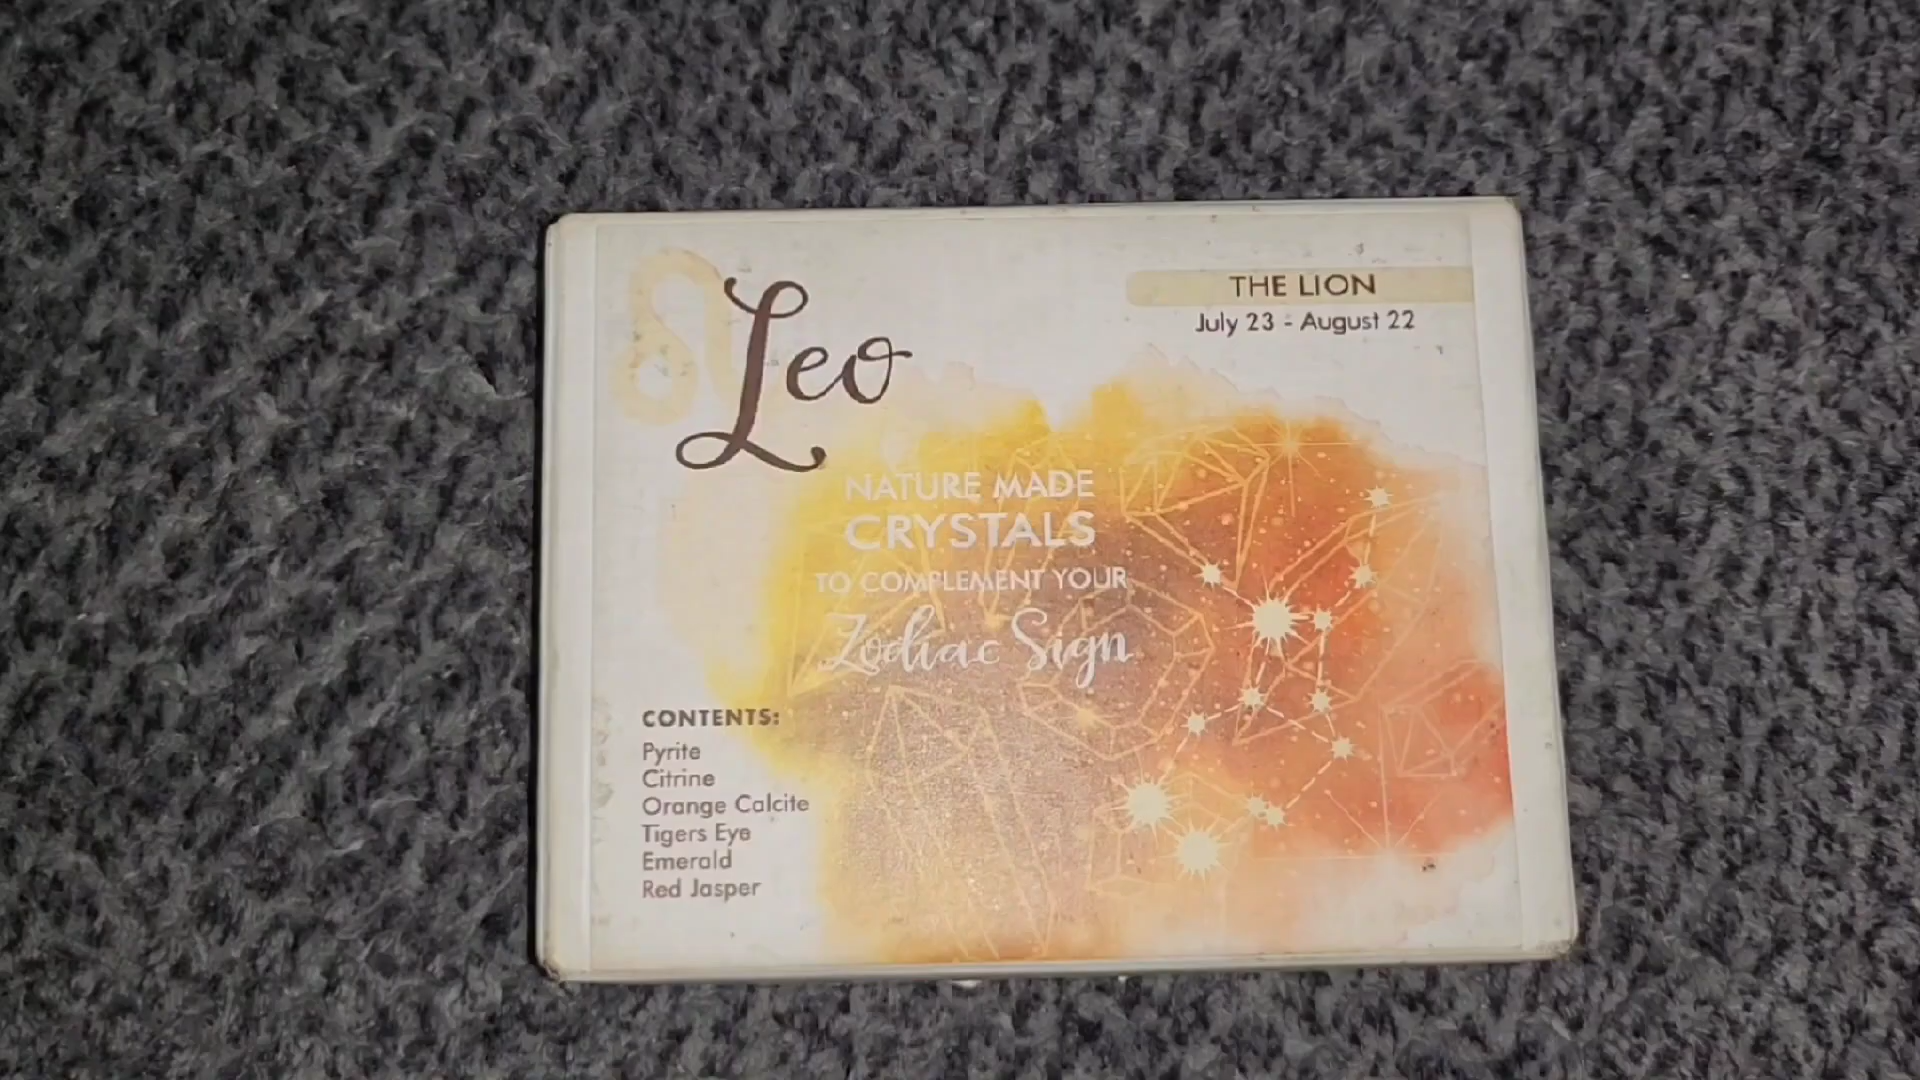 Leo
THE LION
July 23 - August 22
NATURE MADE
CRYSTALS
TO COMPLEMENT YOUR
Zodiac Sign
CONTENTS:
Pyrite
Citrine
Orange Calcite
Tigers Eye
Emerald
Red Jasper